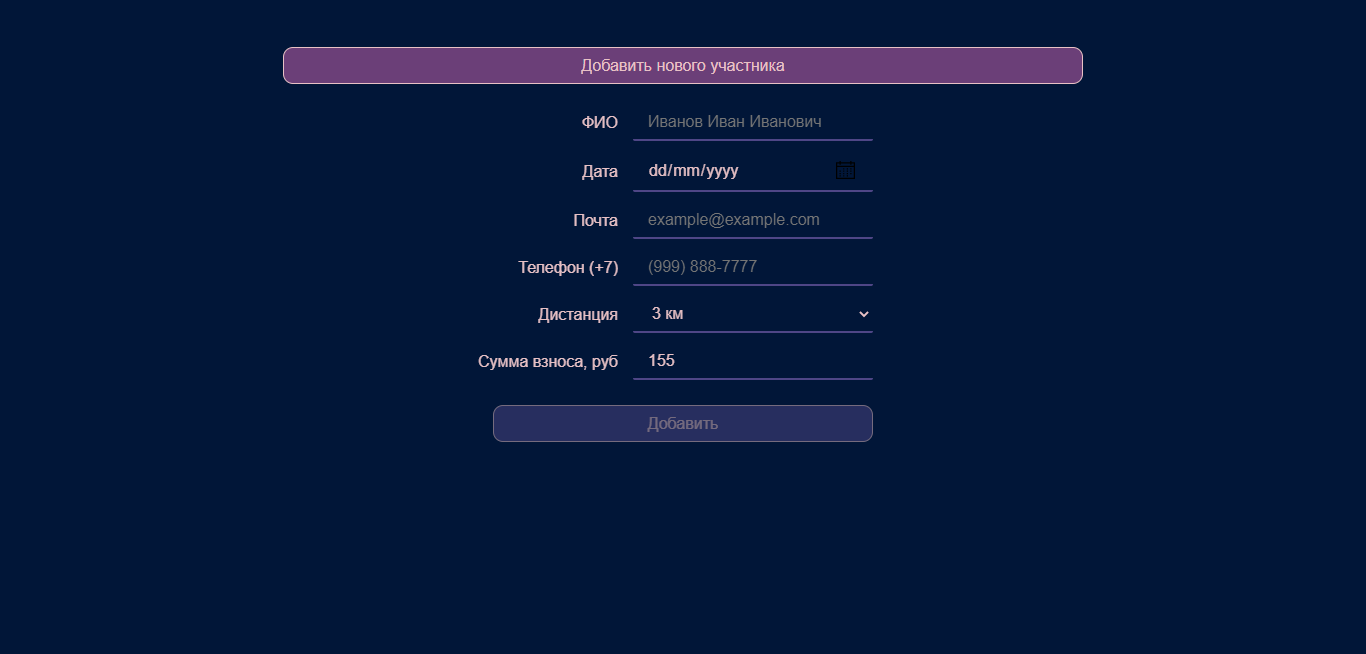 Добавить нового участника
ФИО Иванов Иван Иванович
Дата dd/mm/yyyy
Почта example@example.com
Телефон (+7) (999) 888-7777
Дистанция 3 км
Сумма взноса, руб 155
Добавить